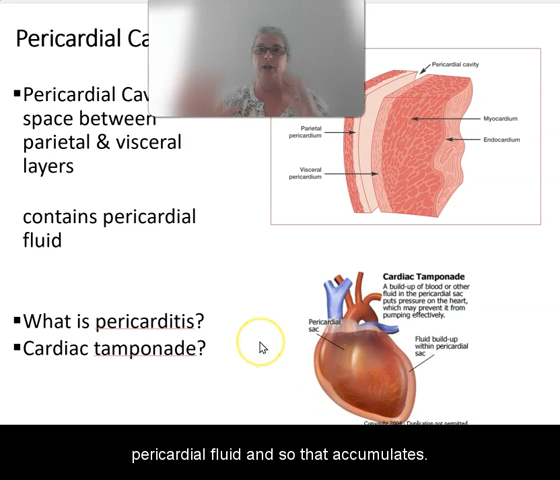 Pericardial Ca
▪Pericardial Cav
space between
parietal & visceral
layers
contains pericardial
fluid
▪What is pericarditis?
▪Cardiac tamponade?
Pericardial cavity
Myocardium
Endocardium
Parietal
pericardium
Visceral
pericardium
Cardiac Tamponade
A build-up of blood or other
fluid in the pericardial sac
puts pressure on the heart,
which may prevent it from
pumping effectively.
Pericardial
sac
Fluid build-up
within pericardial
sac
Duplication not permitted
pericardial fluid and so that accumulates.